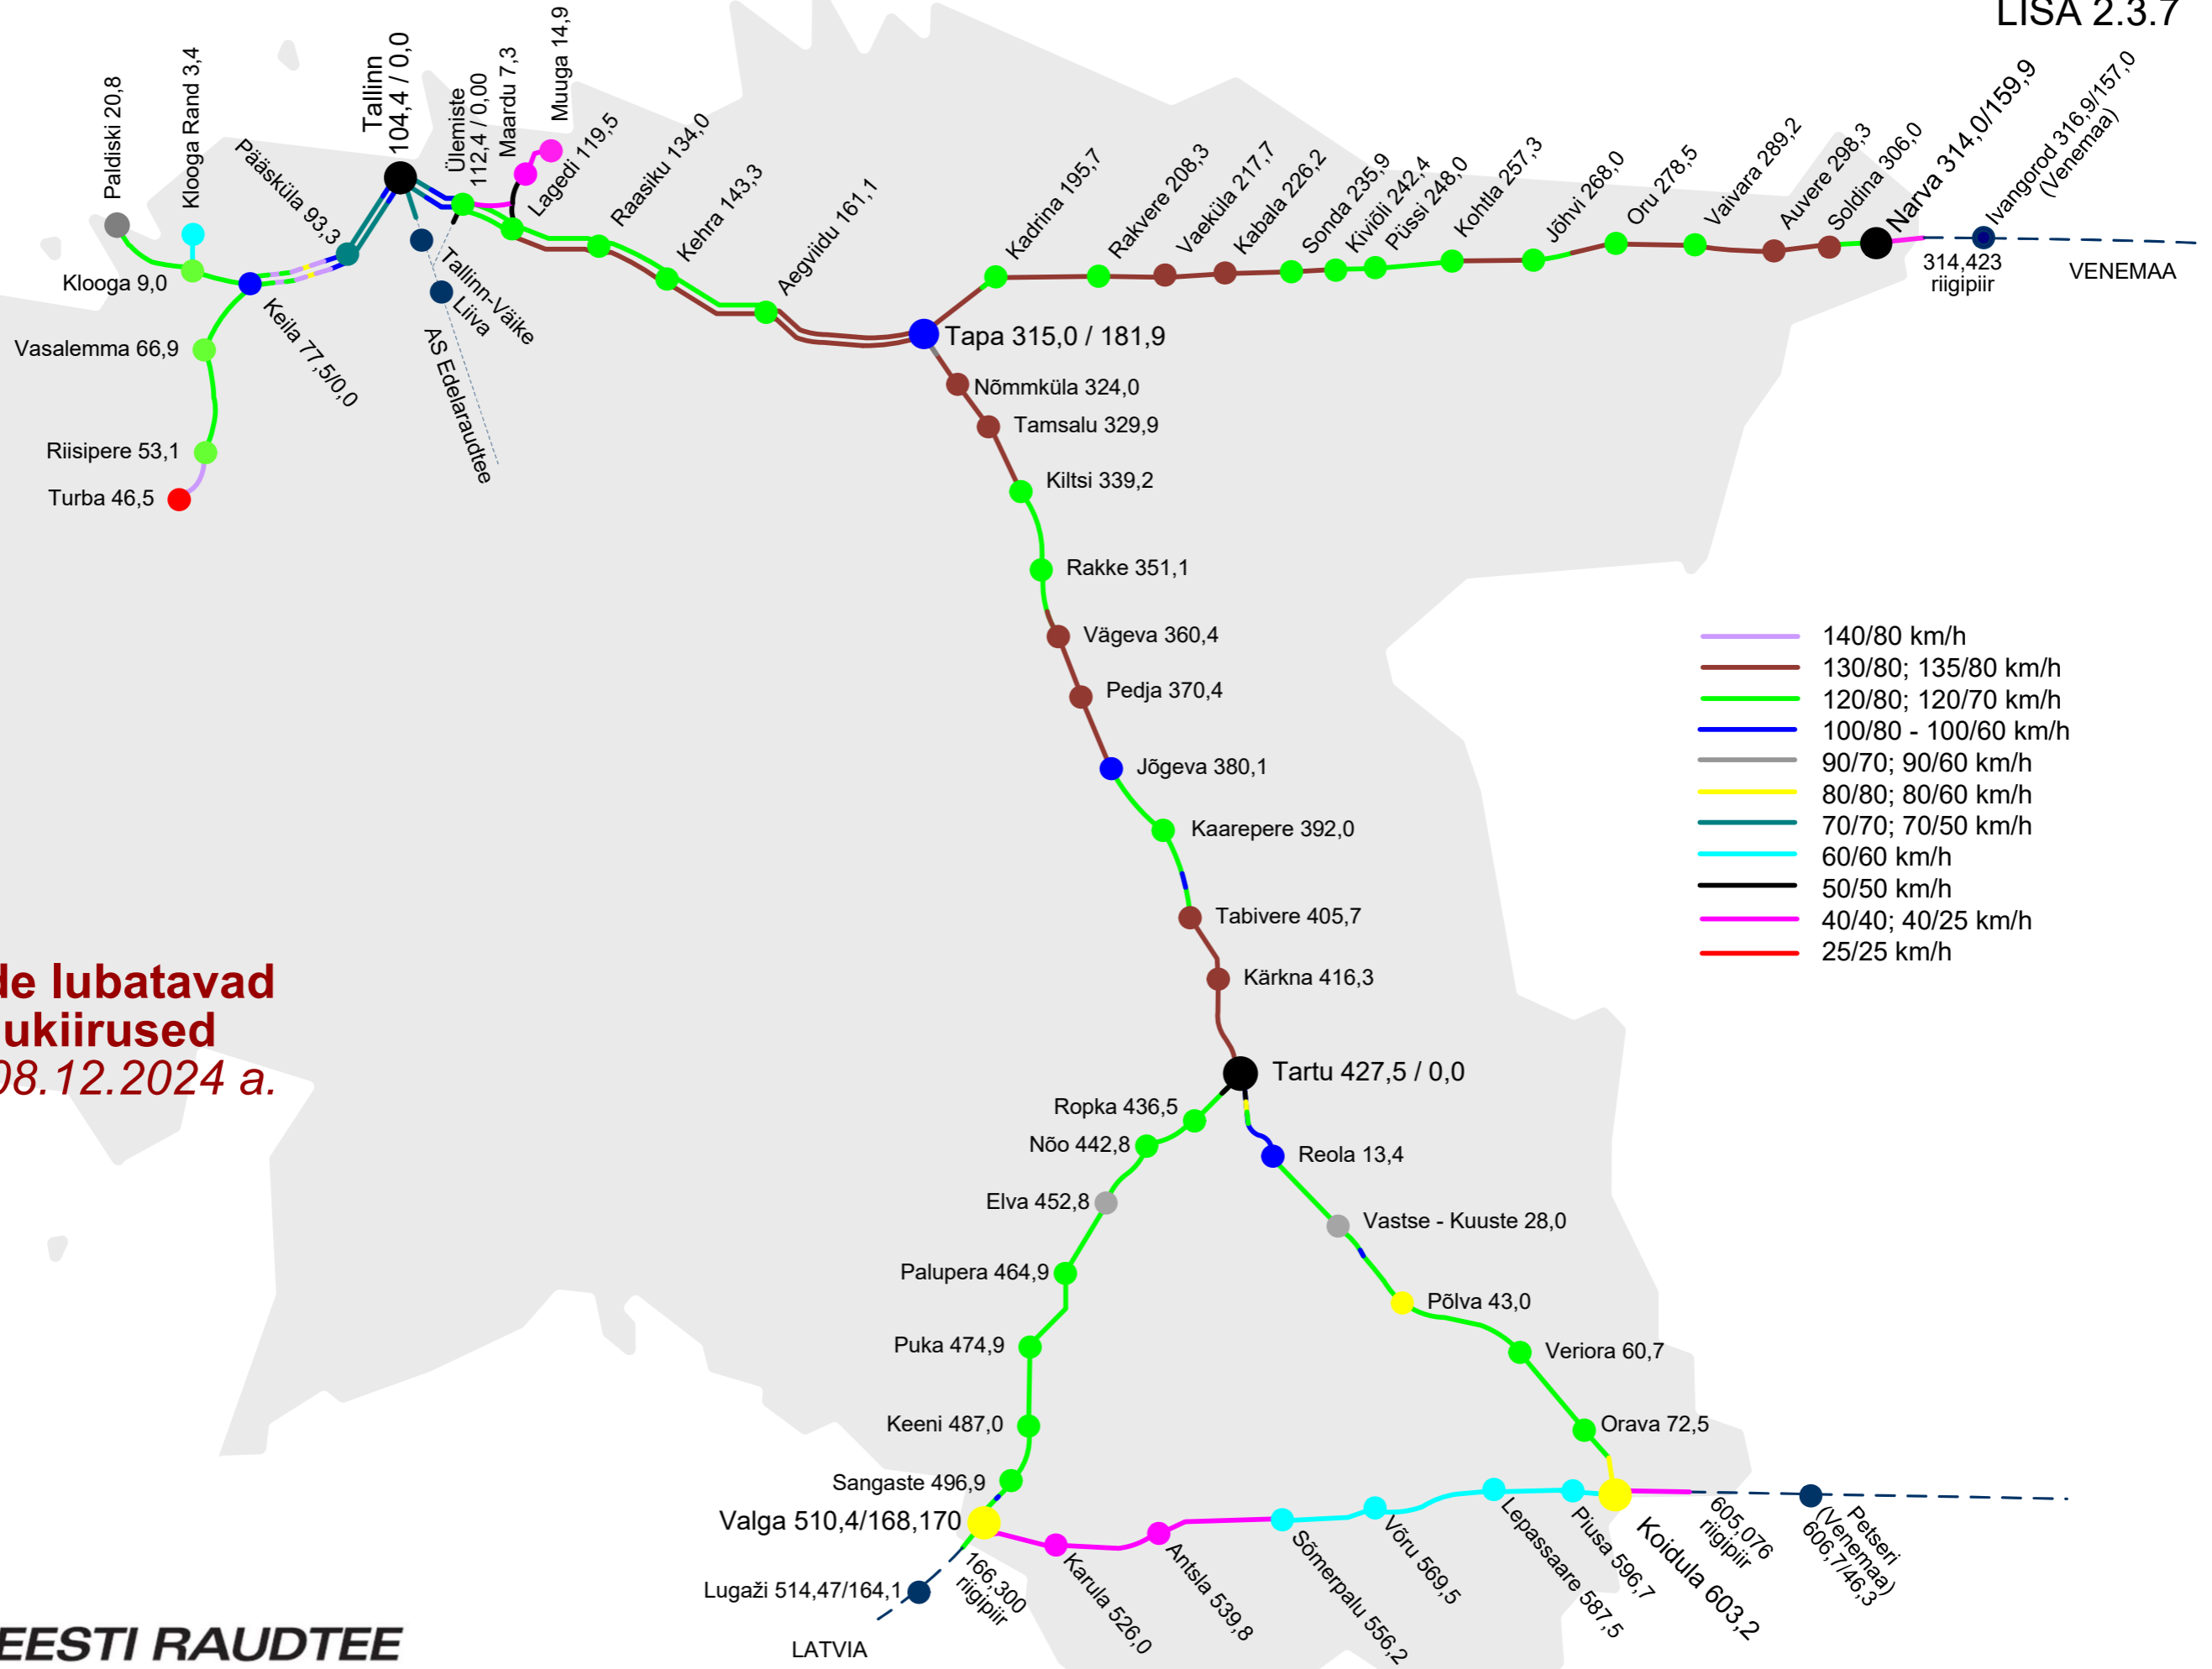 LISA 2.3.7
Paldiski 20,8
Klooga Rand 3,4
Pääsküla 93,3
Tallinn
104,4 / 0,0
Ülemiste
112,4 / 0,00
Maardu 7,3
Muuga 14,9
Lagedi 119,5
Raasiku 134,0
Kehra 143,3
Aegviidu 161,1
Kadrina 195,7
Rakvere 208,3
Vaeküla 217,7
Kabala 226,2
Sonda 235,9
Kiviõli 242,4
Püssi 248,0
Kohtla 257,3
Jõhvi 268,0
Oru 278,5
Vaivara 289,2
Auvere 298,3
Soldina 306,0
Narva 314,0/159,9
Ivangorod 316,9/157,0
(Venemaa)
314,423
riigipiir
VENEMAA
Klooga 9,0
Keila 77,5/0,0
Tallinn-Väike
Liiva
AS Edelaraudtee
Vasalemma 66,9
Riisipere 53,1
Turba 46,5
Tapa 315,0 / 181,9
Nõmmküla 324,0
Tamsalu 329,9
Kiltsi 339,2
Rakke 351,1
Vägeva 360,4
Pedja 370,4
Jõgeva 380,1
Kaarepere 392,0
Tabivere 405,7
Kärkna 416,3
Tartu 427,5 / 0,0
140/80 km/h
130/80; 135/80 km/h
120/80; 120/70 km/h
100/80 - 100/60 km/h
90/70; 90/60 km/h
80/80; 80/60 km/h
70/70; 70/50 km/h
60/60 km/h
50/50 km/h
40/40; 40/25 km/h
25/25 km/h
de lubatavad
ukiirused
08.12.2024 a.
Ropka 436,5
Nõo 442,8
Elva 452,8
Palupera 464,9
Puka 474,9
Keeni 487,0
Sangaste 496,9
Valga 510,4/168,170
Lugaži 514,47/164,1
166,300
riigipiir
LATVIA
Reola 13,4
Vastse - Kuuste 28,0
Põlva 43,0
Veriora 60,7
Orava 72,5
Karula 526,0
Antsla 539,8
Sõmerpalu 556,2
Võru 569,5
Lepassaare 587,5
Piusa 596,7
Koidula 603,2
605,076
riigipiir
Petseri
(Venemaa)
606,7/46,3
EESTI RAUDTEE